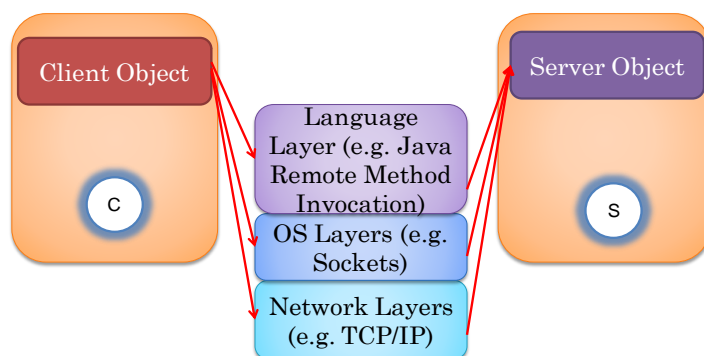 Client Object
Server Object
Language
Layer (e.g. Java
Remote Method
Invocation)
OS Layers (e.g.
Sockets)
Network Layers
(e.g. TCP/IP)
C
S